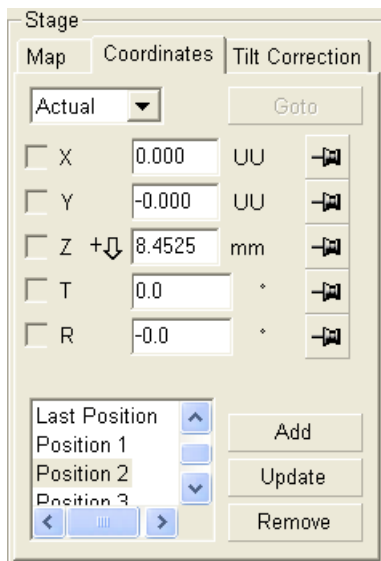 Stage
Map Coordinates Tilt Correction
Actual Goto
X 0.000 UU
Y -0.000 UU
Z + 8.4525 mm
T 0.0 °
R -0.0 °
Last Position
Position 1
Position 2
Position 3
Add
Update
Remove